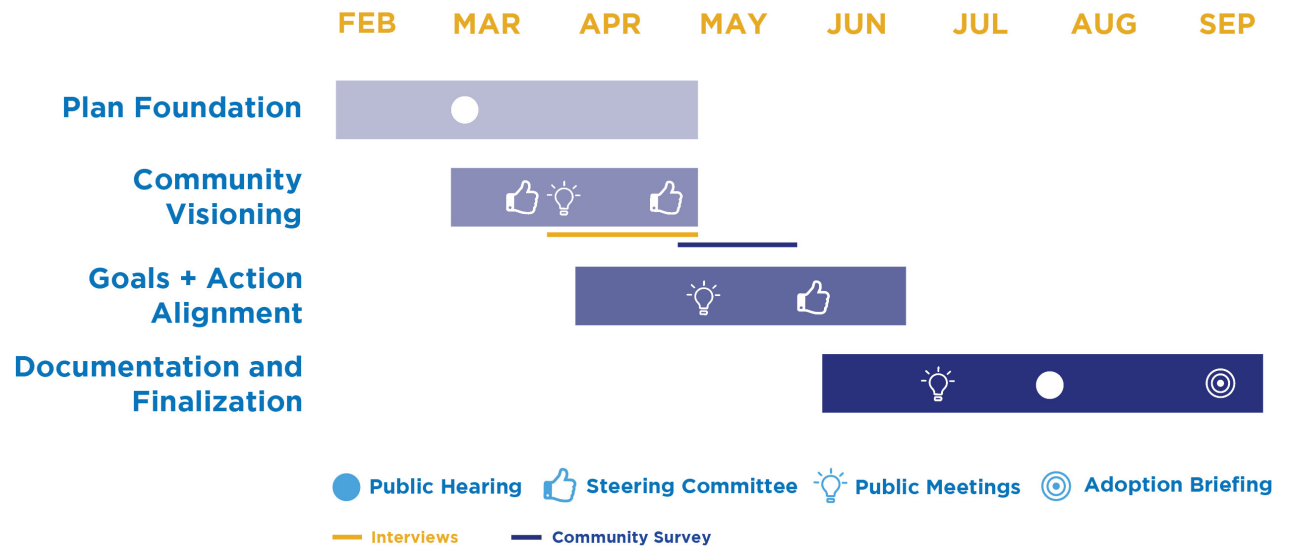 FEB MAR APR MAY JUN JUL AUG SEP
Plan Foundation
Community
Visioning
Goals + Action
Alignment
Documentation and
Finalization
Public Hearing Steering Committee Public Meetings Adoption Briefing
Interviews Community Survey